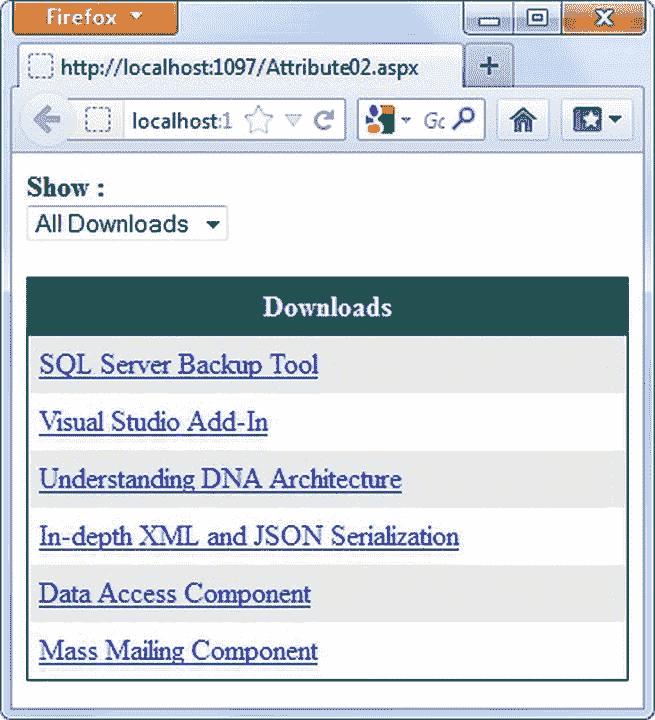 Firefox
http://localhost:1097/Attribute02.aspx
localhost:1
Go
Show :
All Downloads
Downloads
SQL Server Backup Tool
Visual Studio Add-In
Understanding DNA Architecture
In-depth XML and JSON Serialization
Data Access Component
Mass Mailing Component